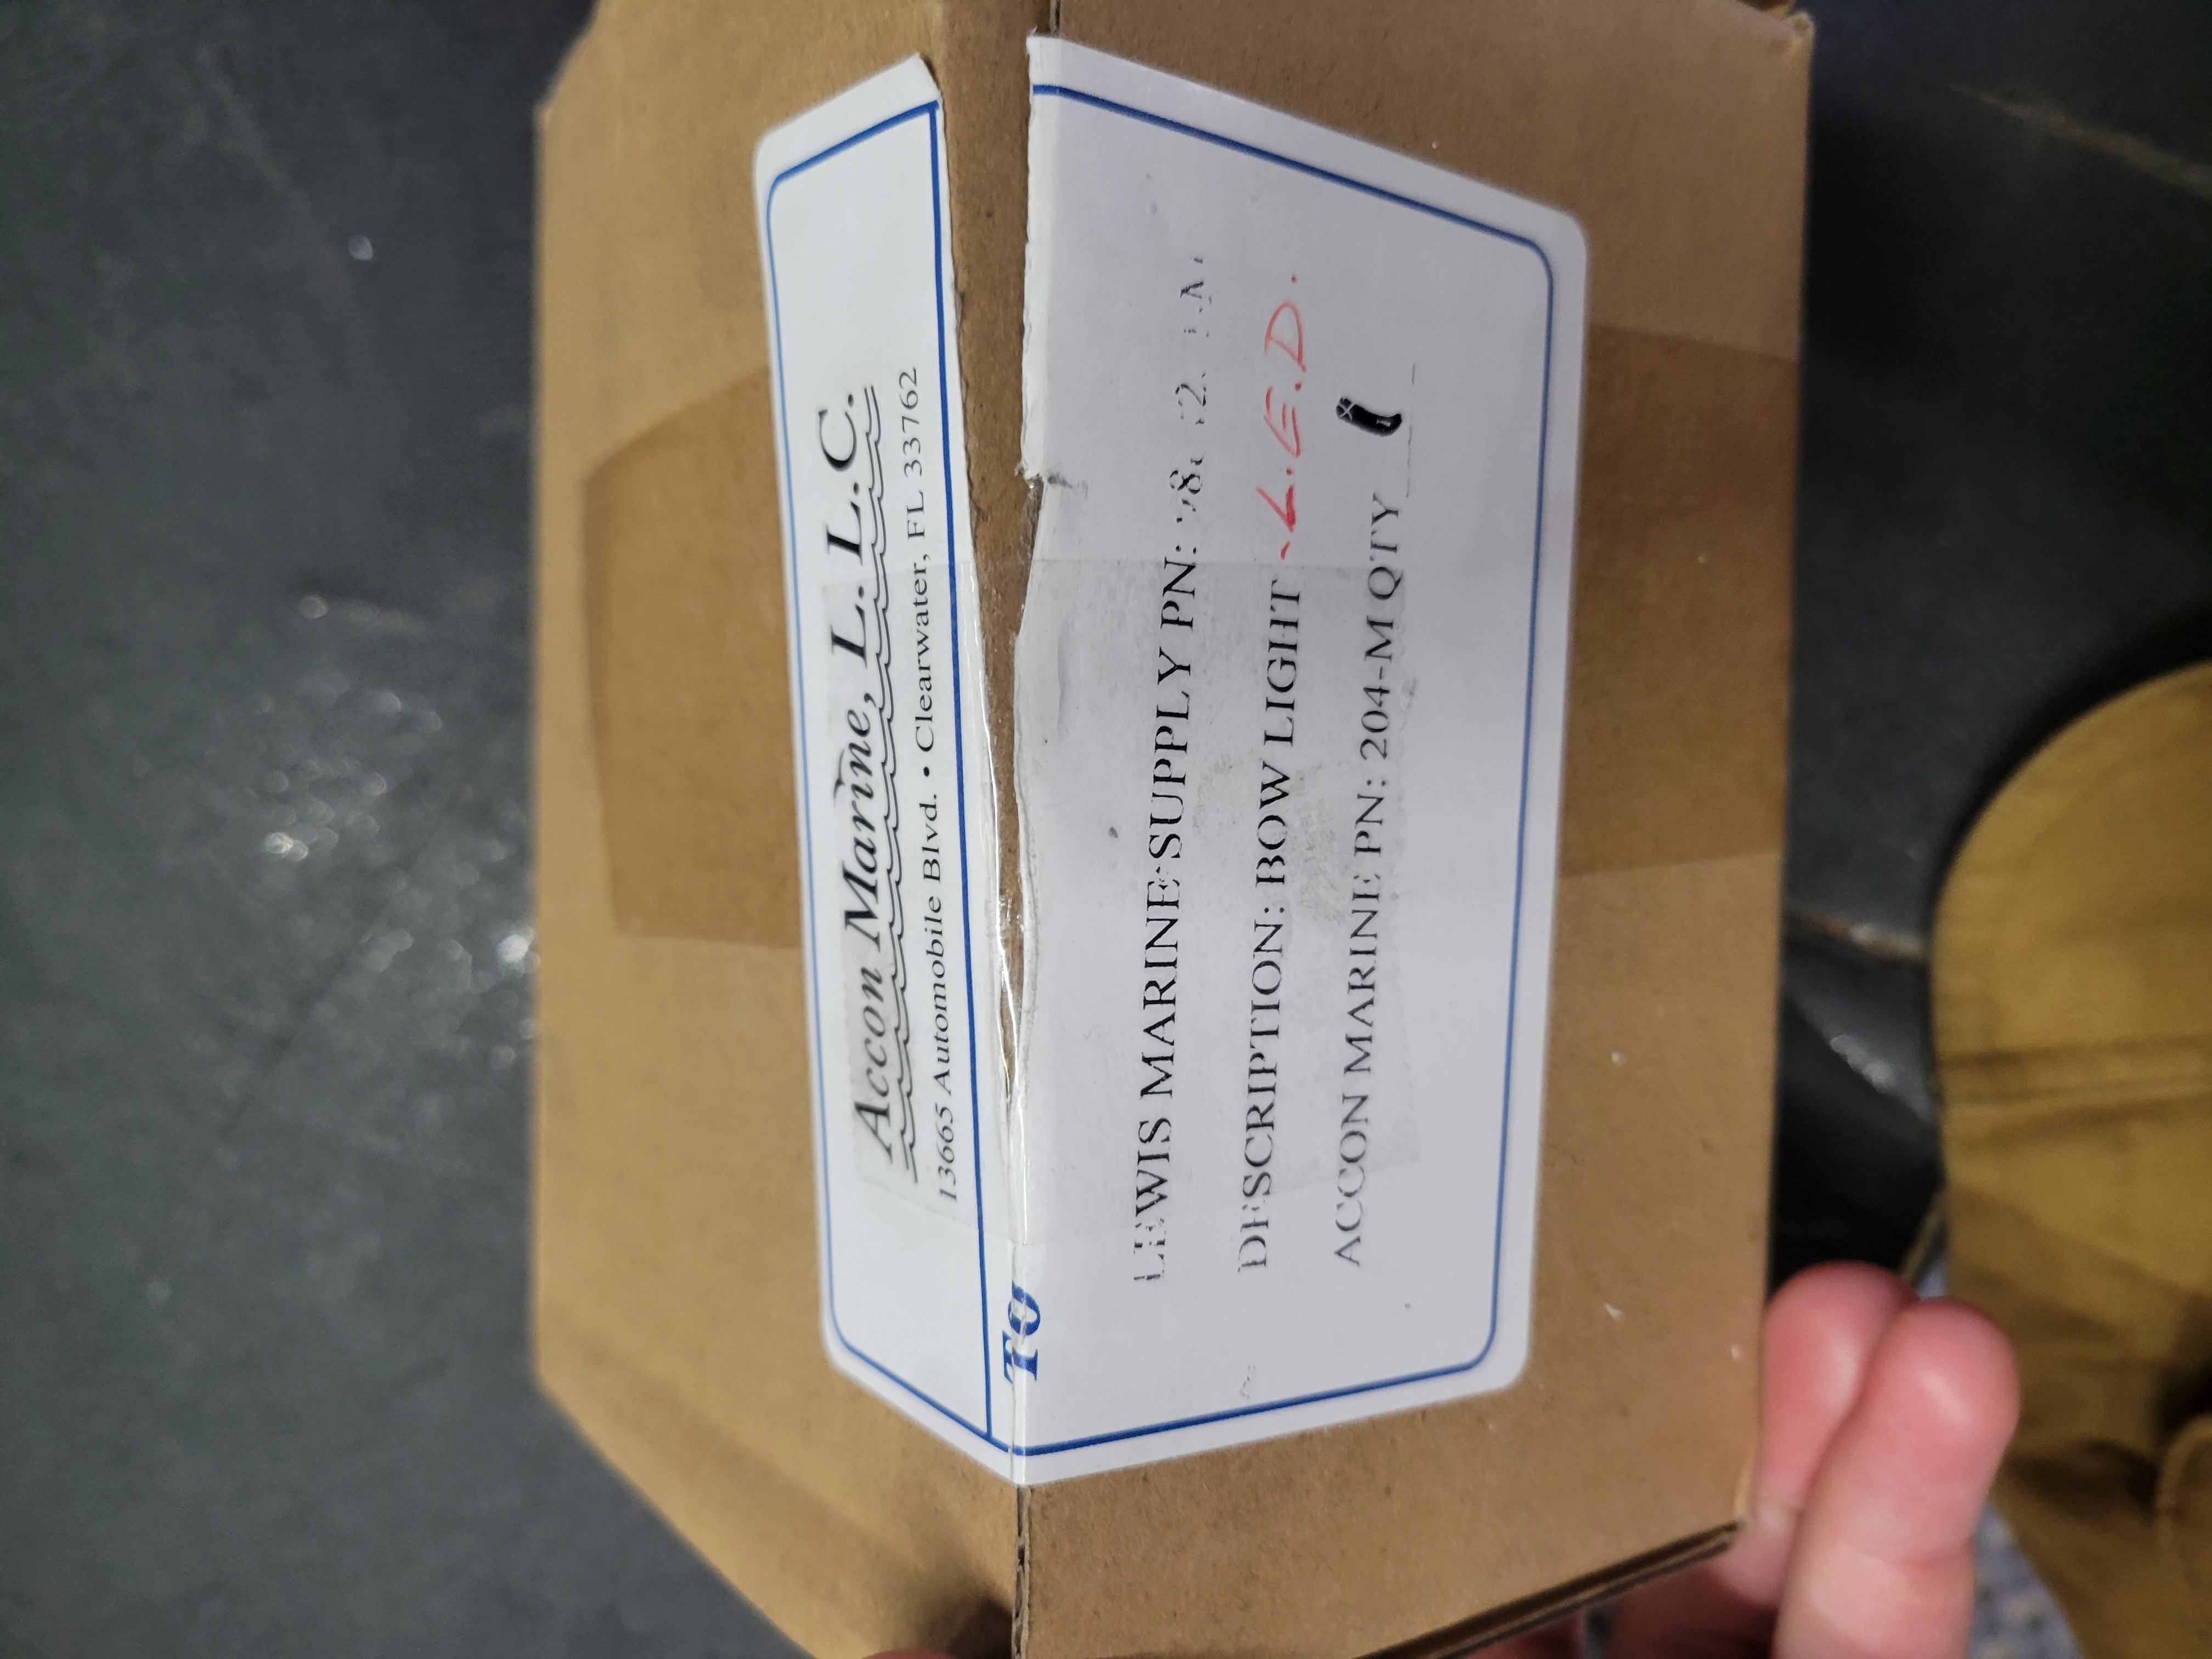 Accon Marine, L.L.C.
13665 Automobile Blvd. • Clearwater, FL 33762
TO
LEWIS MARINE SUPPLY PN:
DESCRIPTION: BOW LIGHT -L.E.D.
ACCON MARINE PN: 204-M QTY 1